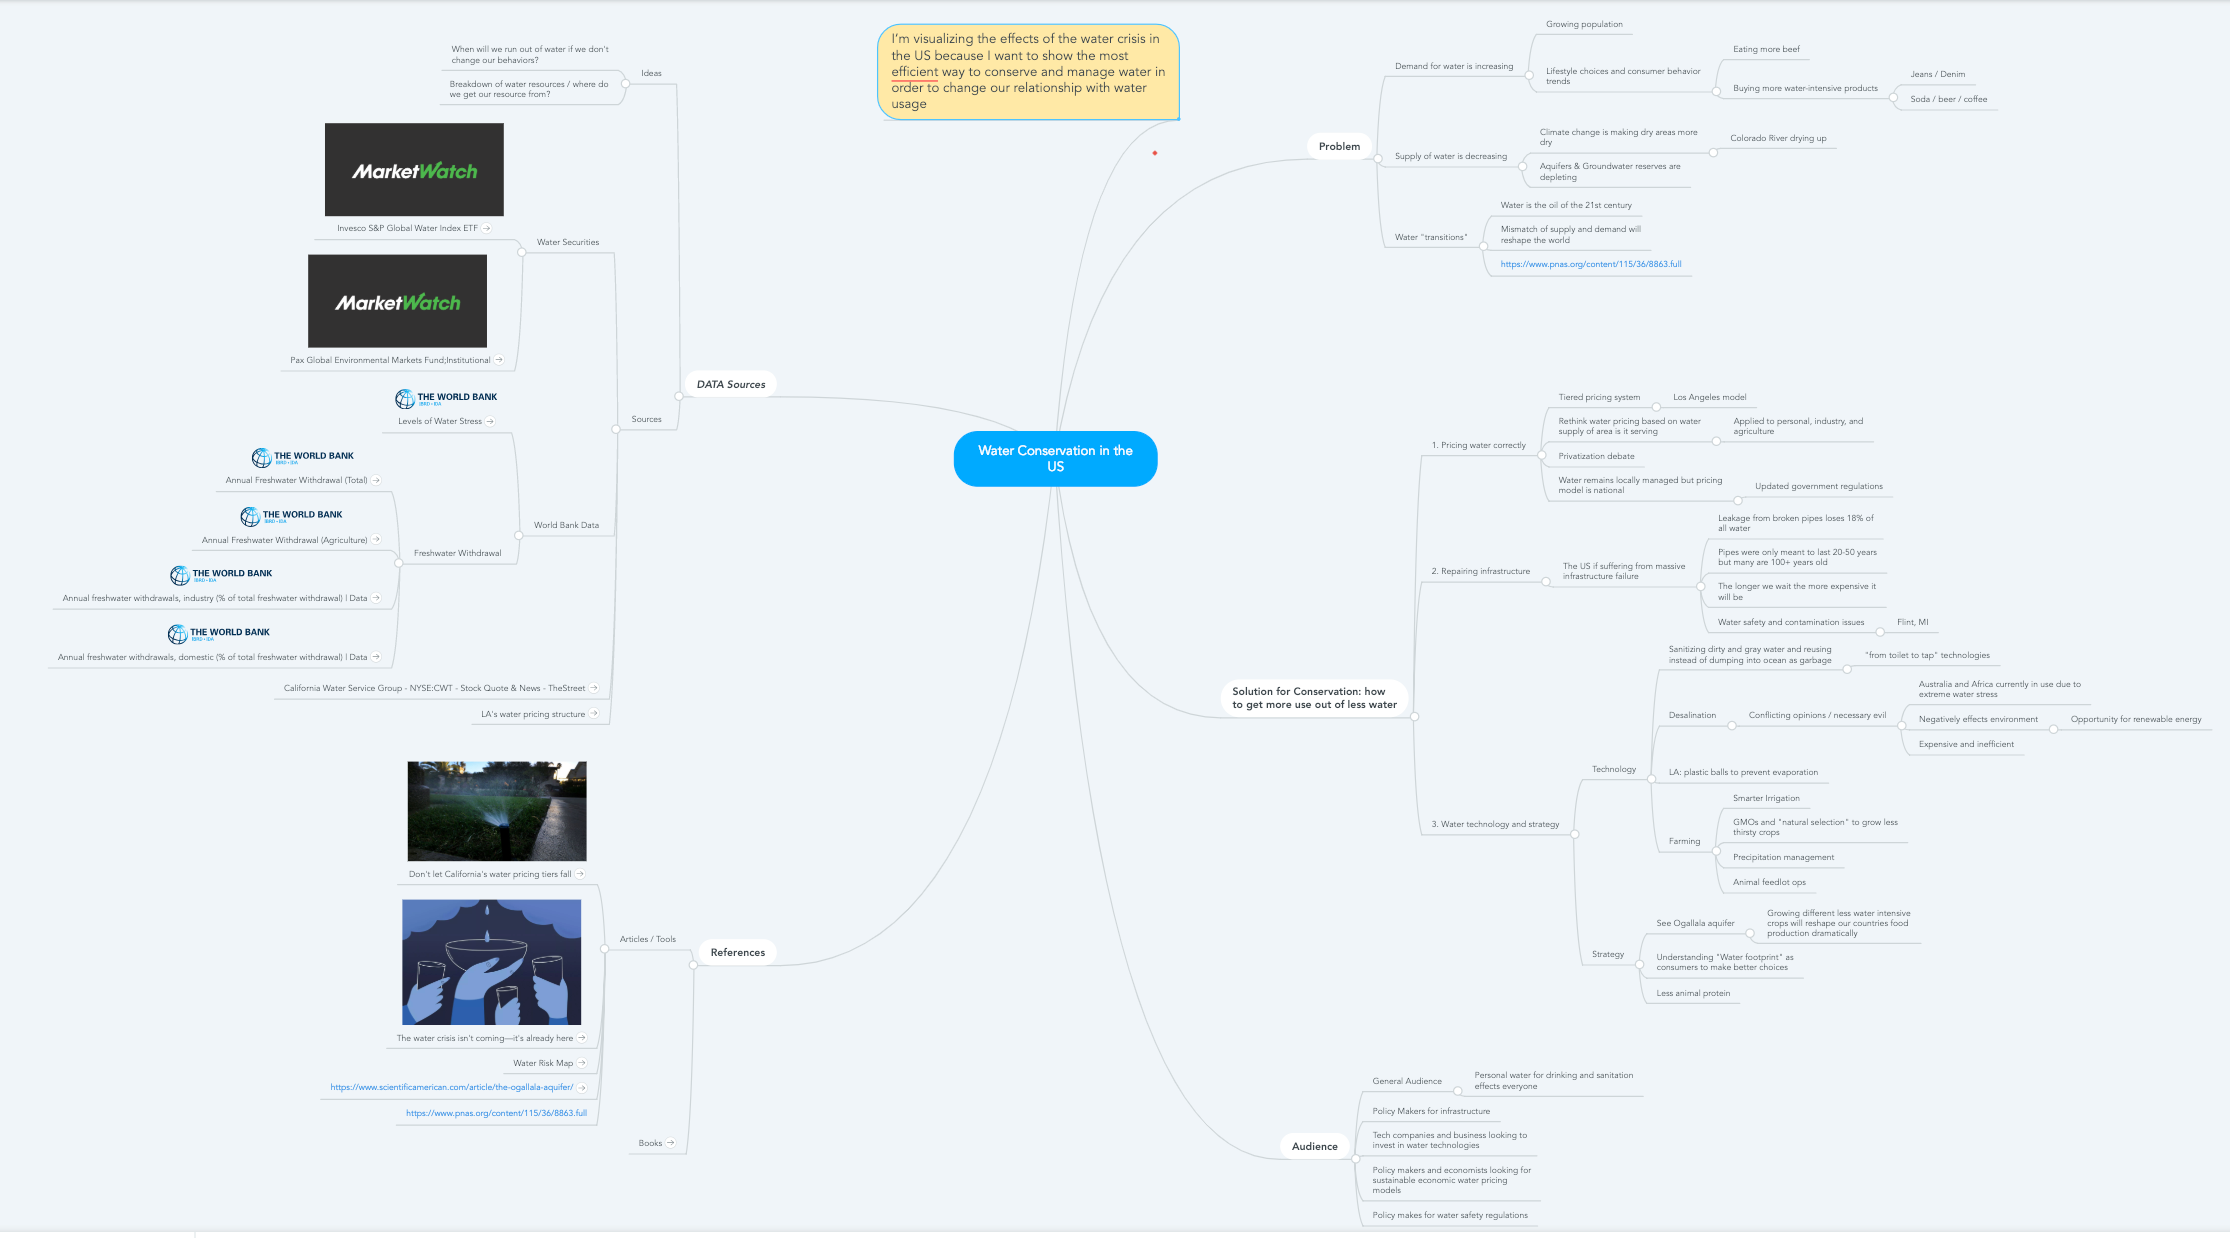 I'm visualizing the effects of the water crisis in
the US because I want to show the most
efficient way to conserve and manage water in
order to change our relationship with water
usage
Water Conservation in the
US
Problem
Demand for water is increasing
Growing population
Lifestyle choices and consumer behavior
trends
Eating more beef
Buying more water-intensive products
Jeans / Denim
Soda / beer / coffee
Supply of water is decreasing
Climate change is making dry areas more
dry
Colorado River drying up
Aquifers & Groundwater reserves are
depleting
Water "transitions"
Water is the oil of the 21st century
Mismatch of supply and demand will
reshape the world
https://www.pnas.org/content/115/36/8863.full
Solution for Conservation: how
to get more use out of less water
1. Pricing water correctly
Tiered pricing system
Los Angeles model
Rethink water pricing based on water
supply of area is it serving
Applied to personal, industry, and
agriculture
Privatization debate
Water remains locally managed but pricing
model is national
Updated government regulations
2. Repairing infrastructure
The US if suffering from massive
infrastructure failure
Leakage from broken pipes loses 18% of
all water
Pipes were only meant to last 20-50 years
but many are 100+ years old
The longer we wait the more expensive it
will be
Water safety and contamination issues
Flint, MI
3. Water technology and strategy
Technology
Sanitizing dirty and gray water and reusing
instead of dumping into ocean as garbage
"from toilet to tap" technologies
Desalination
Conflicting opinions / necessary evil
Australia and Africa currently in use due to
extreme water stress
Negatively effects environment
Opportunity for renewable energy
Expensive and inefficient
LA: plastic balls to prevent evaporation
Farming
Smarter Irrigation
GMOs and "natural selection" to grow less
thirsty crops
Precipitation management
Animal feedlot ops
Strategy
See Ogallala aquifer
Growing different less water intensive
crops will reshape our countries food
production dramatically
Understanding "Water footprint" as
consumers to make better choices
Less animal protein
Audience
General Audience
Personal water for drinking and sanitation
effects everyone
Policy Makers for infrastructure
Tech companies and business looking to
invest in water technologies
Policy makers and economists looking for
sustainable economic water pricing
models
Policy makes for water safety regulations
DATA Sources
Ideas
When will we run out of water if we don't
change our behaviors?
Breakdown of water resources / where do
we get our resource from?
Sources
Water Securities
MarketWatch
Invesco S&P Global Water Index ETF
MarketWatch
Pax Global Environmental Markets Fund;Institutional
World Bank Data
THE WORLD BANK
IBRD • IDA
Levels of Water Stress
Freshwater Withdrawal
THE WORLD BANK
IBRD • IDA
Annual Freshwater Withdrawal (Total)
THE WORLD BANK
IBRD • IDA
Annual Freshwater Withdrawal (Agriculture)
THE WORLD BANK
IBRD • IDA
Annual freshwater withdrawals, industry (% of total freshwater withdrawal) | Data
THE WORLD BANK
IBRD • IDA
Annual freshwater withdrawals, domestic (% of total freshwater withdrawal) | Data
California Water Service Group - NYSE:CWT - Stock Quote & News - TheStreet
LA's water pricing structure
References
Articles / Tools
Don't let California's water pricing tiers fall
The water crisis isn't coming—it's already here
Water Risk Map
https://www.scientificamerican.com/article/the-ogallala-aquifer/
https://www.pnas.org/content/115/36/8863.full
Books